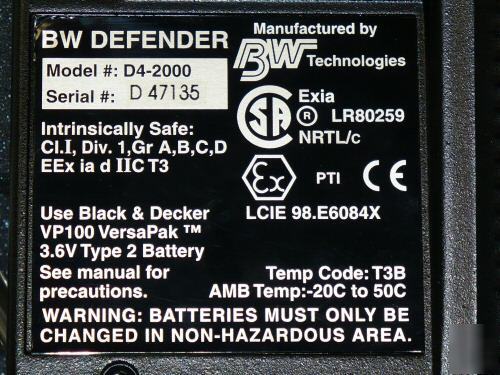 BW DEFENDER
Model #: D4-2000
Serial #: D 47135
Manufactured by
BW
Technologies
Intrinsically Safe:
Cl.I, Div. 1,Gr A,B,C,D
EEx ia d IIC T3
SA
Exia
® LR80259
NRTL/c
Ex
PTI CE
LCIE 98.E6084X
Use Black & Decker
VP100 VersaPak ™
3.6V Type 2 Battery
See manual for
precautions.
Temp Code: T3B
AMB Temp:-20C to 50C
WARNING: BATTERIES MUST ONLY BE
CHANGED IN NON-HAZARDOUS AREA.